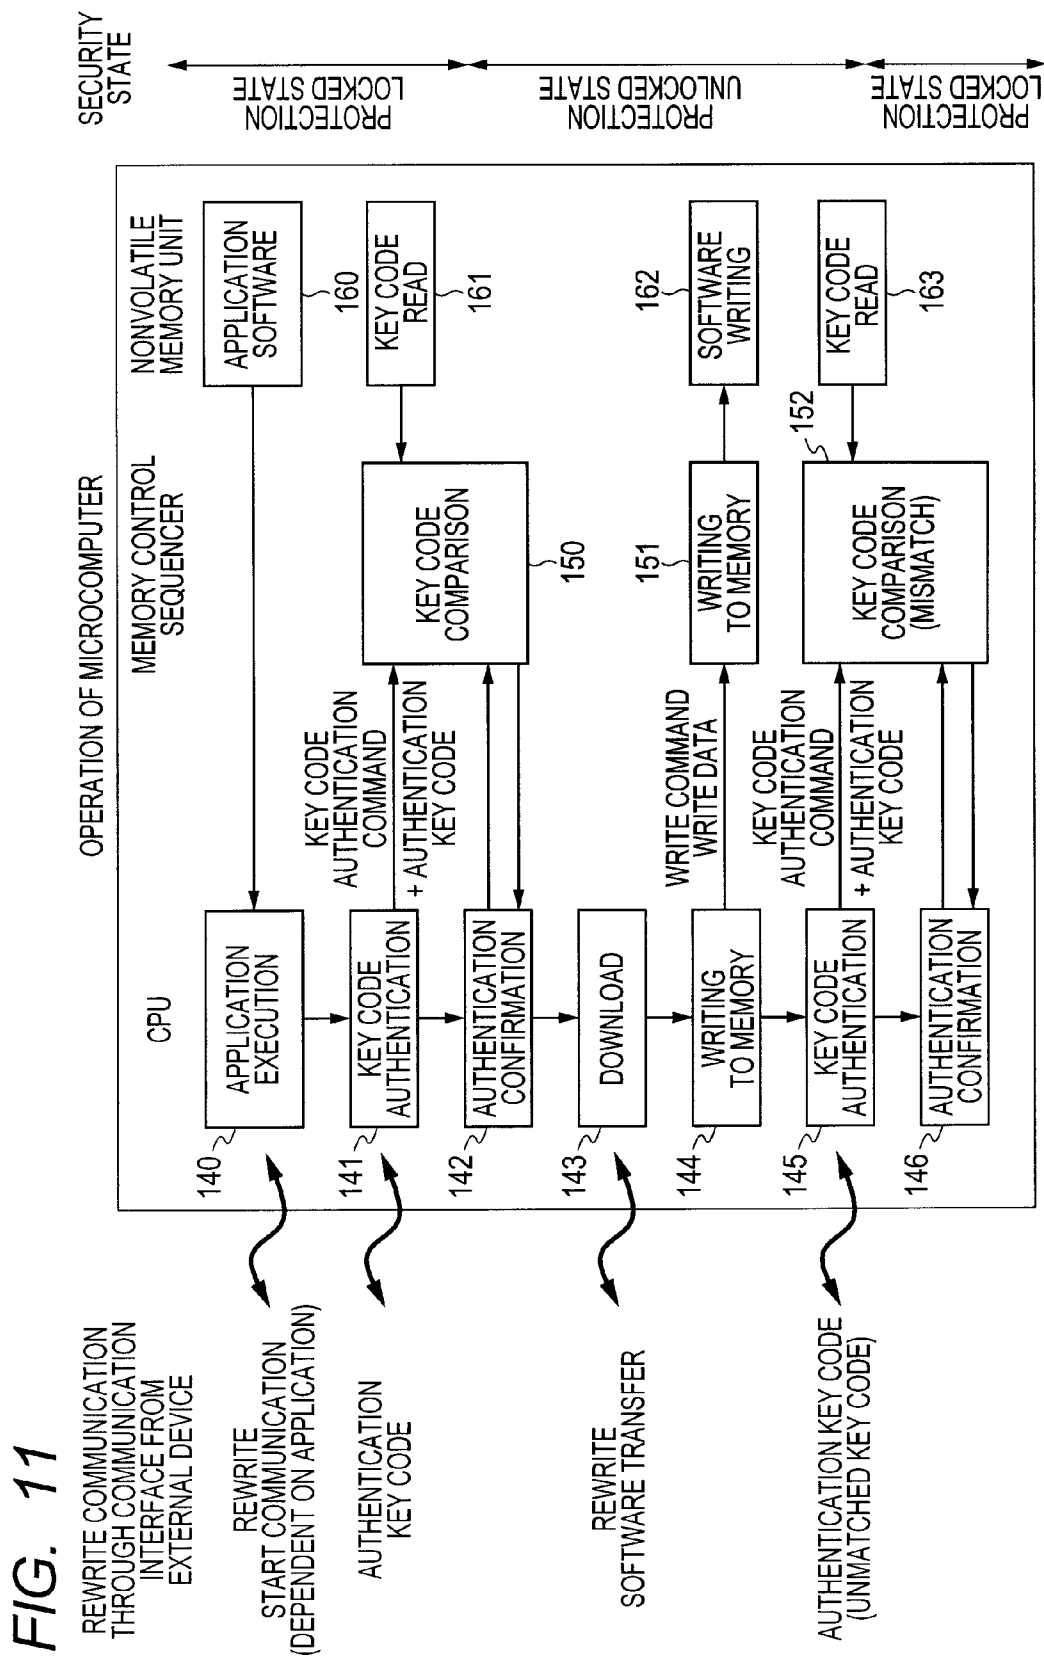 FIG. 11
REWRITE COMMUNICATION
THROUGH COMMUNICATION
INTERFACE FROM
EXTERNAL DEVICE
OPERATION OF MICROCOMPUTER
SECURITY
STATE
CPU
MEMORY CONTROL
SEQUENCER
NONVOLATILE
MEMORY UNIT
REWRITE
START COMMUNICATION
(DEPENDENT ON APPLICATION)
140
APPLICATION
EXECUTION
APPLICATION
SOFTWARE
160
PROTECTION
LOCKED STATE
AUTHENTICATION
KEY CODE
141
KEY CODE
AUTHENTICATION
KEY CODE
AUTHENTICATION
COMMAND
+ AUTHENTICATION
KEY CODE
KEY CODE
COMPARISON
150
KEY CODE
READ
161
142
AUTHENTICATION
CONFIRMATION
PROTECTION
UNLOCKED STATE
REWRITE
SOFTWARE TRANSFER
143
DOWNLOAD
144
WRITING
TO MEMORY
WRITE COMMAND
WRITE DATA
151
WRITING
TO MEMORY
162
SOFTWARE
WRITING
AUTHENTICATION KEY CODE
(UNMATCHED KEY CODE)
145
KEY CODE
AUTHENTICATION
KEY CODE
AUTHENTICATION
COMMAND
+ AUTHENTICATION
KEY CODE
152
KEY CODE
COMPARISON
(MISMATCH)
KEY CODE
READ
163
146
AUTHENTICATION
CONFIRMATION
PROTECTION
LOCKED STATE